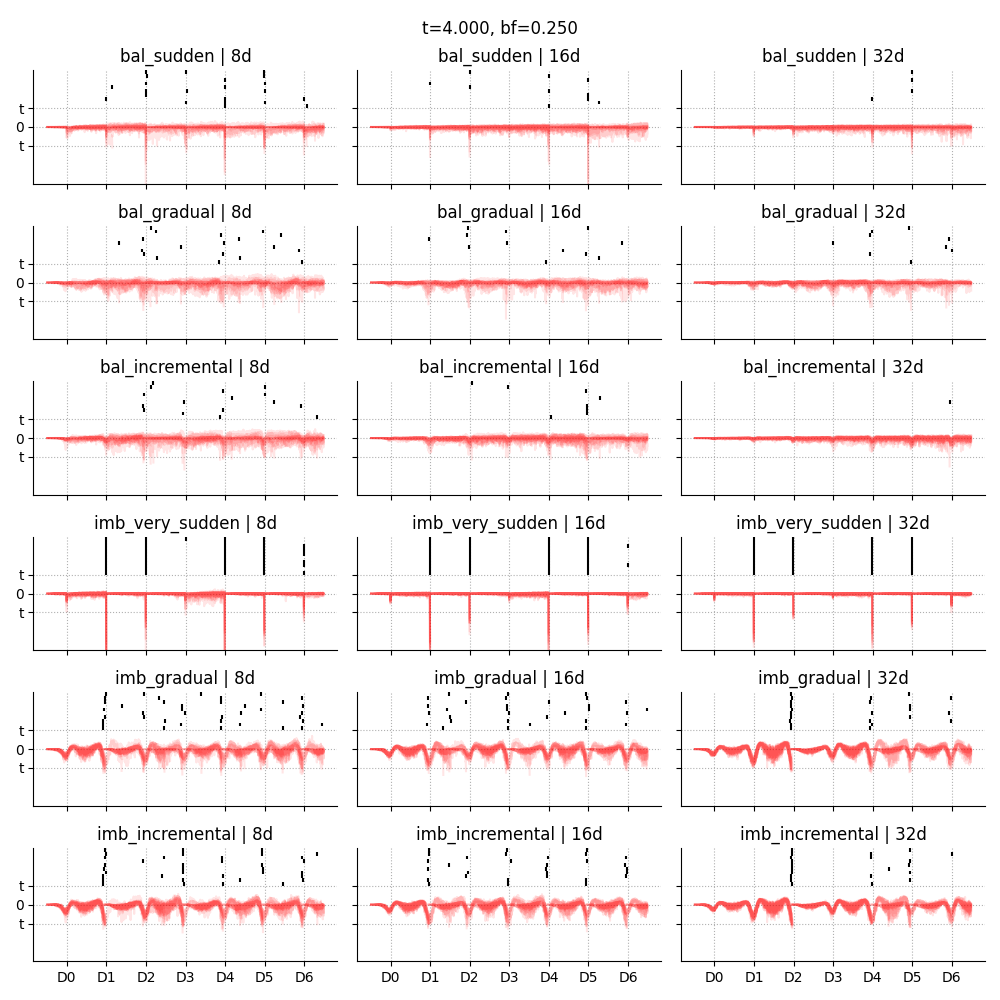 t=4.000, bf=0.250
bal_sudden | 8d
bal_sudden | 16d
bal_sudden | 32d
t
0
t
bal_gradual | 8d
bal_gradual | 16d
bal_gradual | 32d
t
0
t
bal_incremental | 8d
bal_incremental | 16d
bal_incremental | 32d
t
0
t
imb_very_sudden | 8d
imb_very_sudden | 16d
imb_very_sudden | 32d
t
0
t
imb_gradual | 8d
imb_gradual | 16d
imb_gradual | 32d
t
0
t
imb_incremental | 8d
imb_incremental | 16d
imb_incremental | 32d
t
0
t
D0 D1 D2 D3 D4 D5 D6
D0 D1 D2 D3 D4 D5 D6
D0 D1 D2 D3 D4 D5 D6